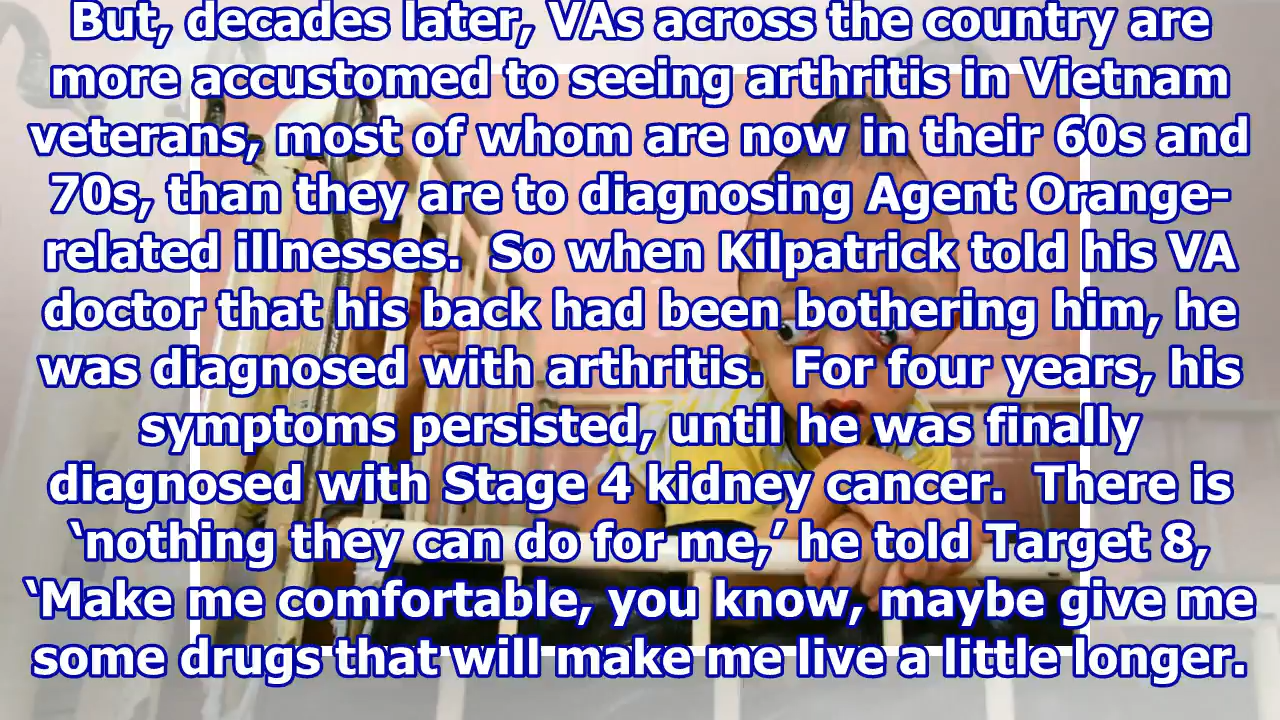 But, decades later, VAs across the country are
more accustomed to seeing arthritis in Vietnam
veterans, most of whom are now in their 60s and
70s, than they are to diagnosing Agent Orange-
related illnesses.  So when Kilpatrick told his VA
doctor that his back had been bothering him, he
was diagnosed with arthritis.  For four years, his
symptoms persisted, until he was finally
diagnosed with Stage 4 kidney cancer.  There is
‘nothing they can do for me,’ he told Target 8,
‘Make me comfortable, you know, maybe give me
some drugs that will make me live a little longer.